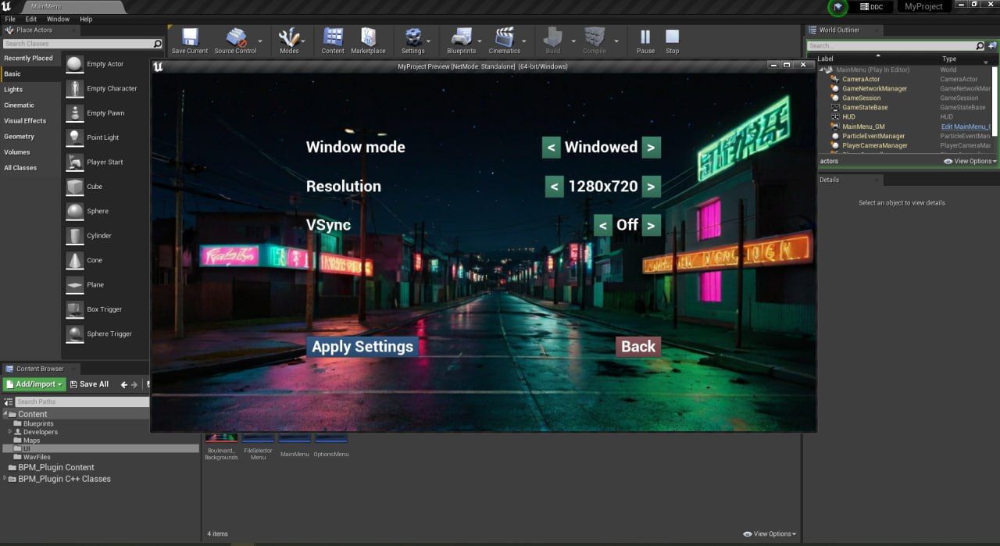 MainMenu
DDC
MyProject
File Edit Window Help
Place Actors
Search Classes
Recently Placed
Basic
Lights
Cinematic
Visual Effects
Geometry
Volumes
All Classes
Empty Actor
Empty Character
Empty Pawn
Point Light
Player Start
Cube
Sphere
Cylinder
Cone
Plane
Box Trigger
Sphere Trigger
Save Current Source Control Modes Content Marketplace Settings Blueprints Cinematics Build Compile Pause Stop
MyProject Preview [NetMode: Standalone] (64-bit/Windows)
Window mode < Windowed >
Resolution < 1280x720 >
VSync < Off >
Apply Settings Back
World Outliner
Search...
Label Type
MainMenu (Play In Editor) World
CameraActor CameraActor
GameNetworkManager GameNetworkMar
GameSession GameSession
GameStateBase GameStateBase
HUD HUD
MainMenu_GM Edit MainMenu_
ParticleEventManager ParticleEventMan
PlayerCameraManager PlayerCameraMar
actors View Options
Details
Select an object to view details.
Content Browser
Add/Import Save All
Search Paths
Content
Blueprints
Developers
Maps
UI
WavFiles
BPM_Plugin Content
BPM_Plugin C++ Classes
Boulevard_
Backgrounds
FileSelector
Menu
MainMenu
OptionsMenu
4 items View Options